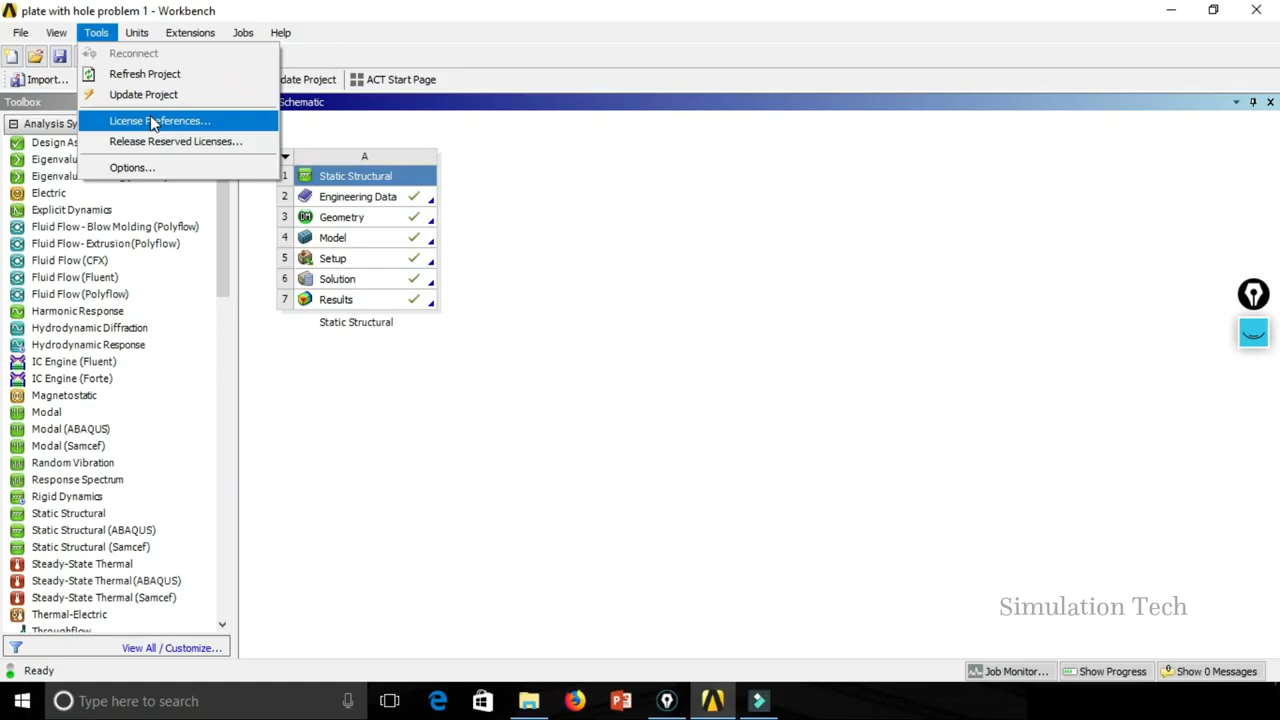 plate with hole problem 1 - Workbench
File View Tools Units Extensions Jobs Help
Reconnect
Refresh Project
Update Project
License Preferences...
Release Reserved Licenses...
Options...
Import...
date Project
ACT Start Page
Toolbox
Schematic
Analysis Sy
Design As
Eigenvalu
Eigenvalu
Electric
Explicit Dynamics
Fluid Flow - Blow Molding (Polyflow)
Fluid Flow - Extrusion (Polyflow)
Fluid Flow (CFX)
Fluid Flow (Fluent)
Fluid Flow (Polyflow)
Harmonic Response
Hydrodynamic Diffraction
Hydrodynamic Response
IC Engine (Fluent)
IC Engine (Forte)
Magnetostatic
Modal
Modal (ABAQUS)
Modal (Samcef)
Random Vibration
Response Spectrum
Rigid Dynamics
Static Structural
Static Structural (ABAQUS)
Static Structural (Samcef)
Steady-State Thermal
Steady-State Thermal (ABAQUS)
Steady-State Thermal (Samcef)
Thermal-Electric
Throughflow
View All / Customize...
A
1 Static Structural
2 Engineering Data
3 Geometry
4 Model
5 Setup
6 Solution
7 Results
Static Structural
Simulation Tech
Ready
Job Monitor...
Show Progress
Show 0 Messages
Type here to search